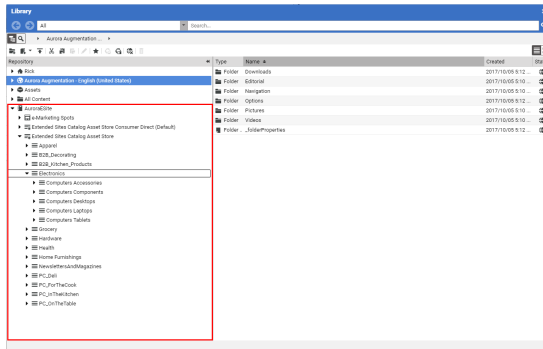 Library
All
Search...
Aurora Augmentation ...
Repository
Type
Name
Created
Sta
Rick
Aurora Augmentation - English (United States)
Assets
All Content
AuroraESite
e-Marketing Spots
Extended Sites Catalog Asset Store Consumer Direct (Default)
Extended Sites Catalog Asset Store
Apparel
B2B_Decorating
B2B_Kitchen_Products
Electronics
Computers Accessories
Computers Components
Computers Desktops
Computers Laptops
Computers Tablets
Grocery
Hardware
Health
Home Furnishings
NewslettersAndMagazines
PC_Deli
PC_ForTheCook
PC_InTheKitchen
PC_OnTheTable
Folder Downloads 2017/10/05 5:12 ...
Folder Editorial 2017/10/05 5:10 ...
Folder Navigation 2017/10/05 5:10 ...
Folder Options 2017/10/05 5:12 ...
Folder Pictures 2017/10/05 5:10 ...
Folder Videos 2017/10/05 5:10 ...
Folder ... _folderProperties 2017/10/05 5:12 ...